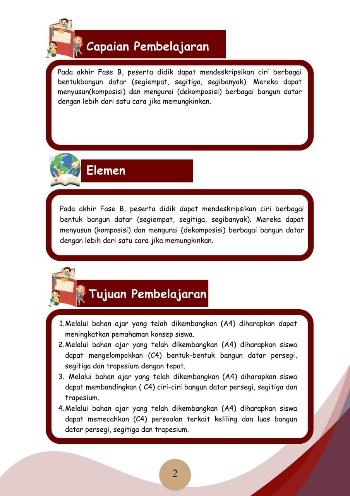 Capaian Pembelajaran
Pada akhir Fase B, peserta didik dapat mendeskripsikan ciri berbagai
bentukbangun datar (segiempat, segitiga, segibanyak). Mereka dapat
menyusun(komposisi) dan mengurai (dekomposisi) berbagai bangun datar
dengan lebih dari satu cara jika memungkinkan.
Elemen
Pada akhir Fase B, peserta didik dapat mendeskripsikan ciri berbagai
bentuk bangun datar (segiempat, segitiga, segibanyak). Mereka dapat
menyusun (komposisi) dan mengurai (dekomposisi) berbagai bangun datar
dengan lebih dari satu cara jika memungkinkan.
Tujuan Pembelajaran
1.Melalui bahan ajar yang telah dikembangkan (A4) diharapkan dapat
meningkatkan pemahaman konsep siswa.
2.Melalui bahan ajar yang telah dikembangkan (A4) diharapkan siswa
dapat mengelompokkan (C4) bentuk-bentuk bangun datar persegi,
segitiga dan trapesium dengan tepat.
3. Melalui bahan ajar yang telah dikembangkan (A4) diharapkan siswa
dapat membandingkan ( C4) ciri-ciri bangun datar persegi, segitiga dan
trapesium.
4.Melalui bahan ajar yang telah dikembangkan (A4) diharapkan siswa
dapat memecahkan (C4) persoalan terkait keliling dan luas bangun
datar persegi, segitiga dan trapesium.
2